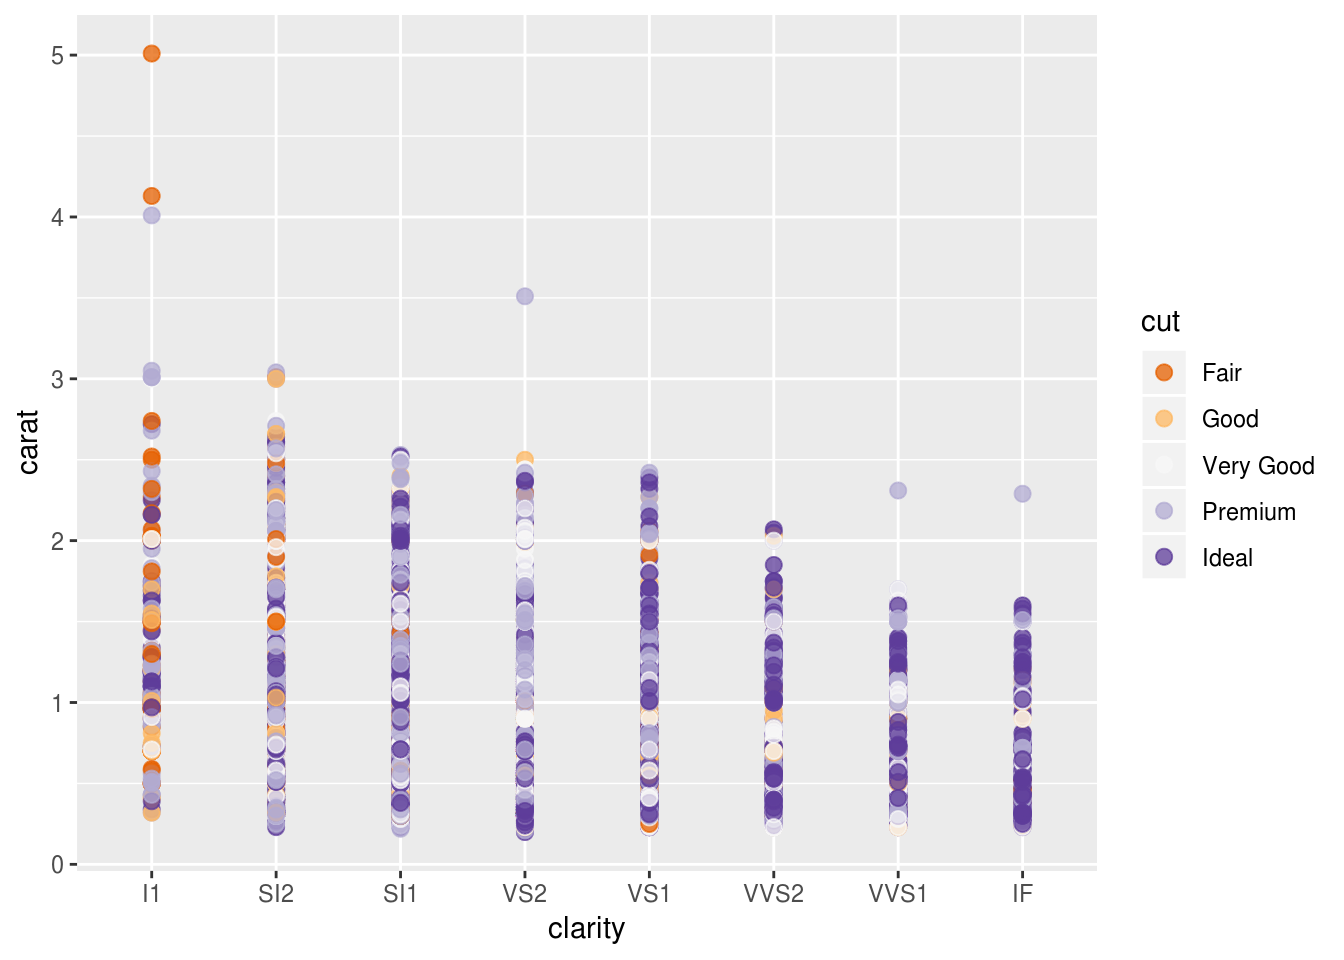 5
4
3
2
1
0
carat
I1 SI2 SI1 VS2 VS1 VVS2 VVS1 IF
clarity
cut
Fair
Good
Very Good
Premium
Ideal